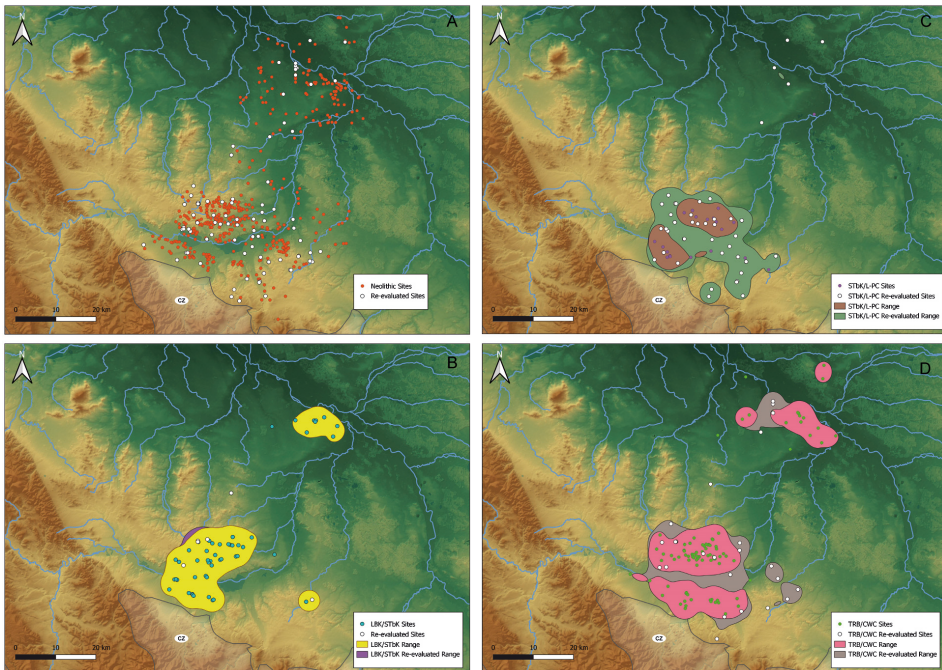 A
N
Neolithic Sites
Re-evaluated Sites
CZ
0 10 20 km
C
N
STbK/L-PC Sites
STbK/L-PC Re-evaluated Sites
STbK/L-PC Range
STbK/L-PC Re-evaluated Range
CZ
0 10 20 km
B
N
LBK/STbK Sites
Re-evaluated Sites
LBK/STbK Range
LBK/STbK Re-evaluated Range
CZ
0 10 20 km
D
N
TRB/CWC Sites
TRB/CWC Re-evaluated Sites
TRB/CWC Range
TRB/CWC Re-evaluated Range
CZ
0 10 20 km